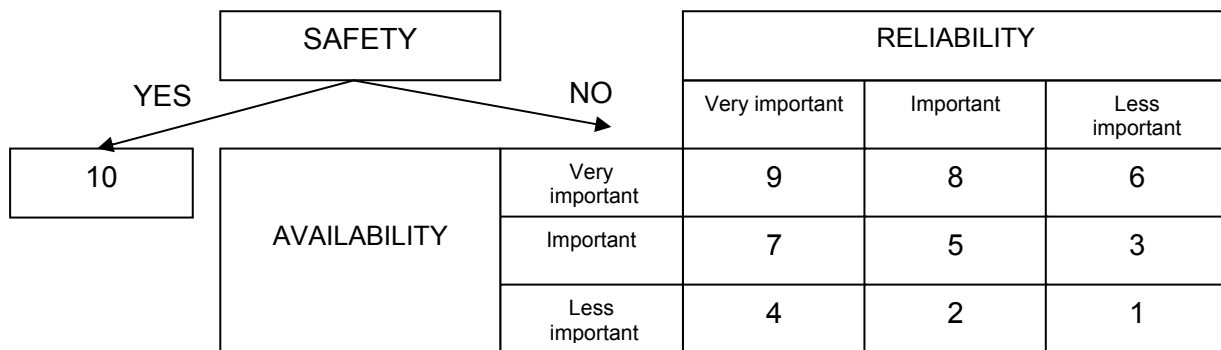 SAFETY
RELIABILITY
YES
NO
Very important
Important
Less
important
10
AVAILABILITY
Very
important
9
8
6
Important
7
5
3
Less
important
4
2
1